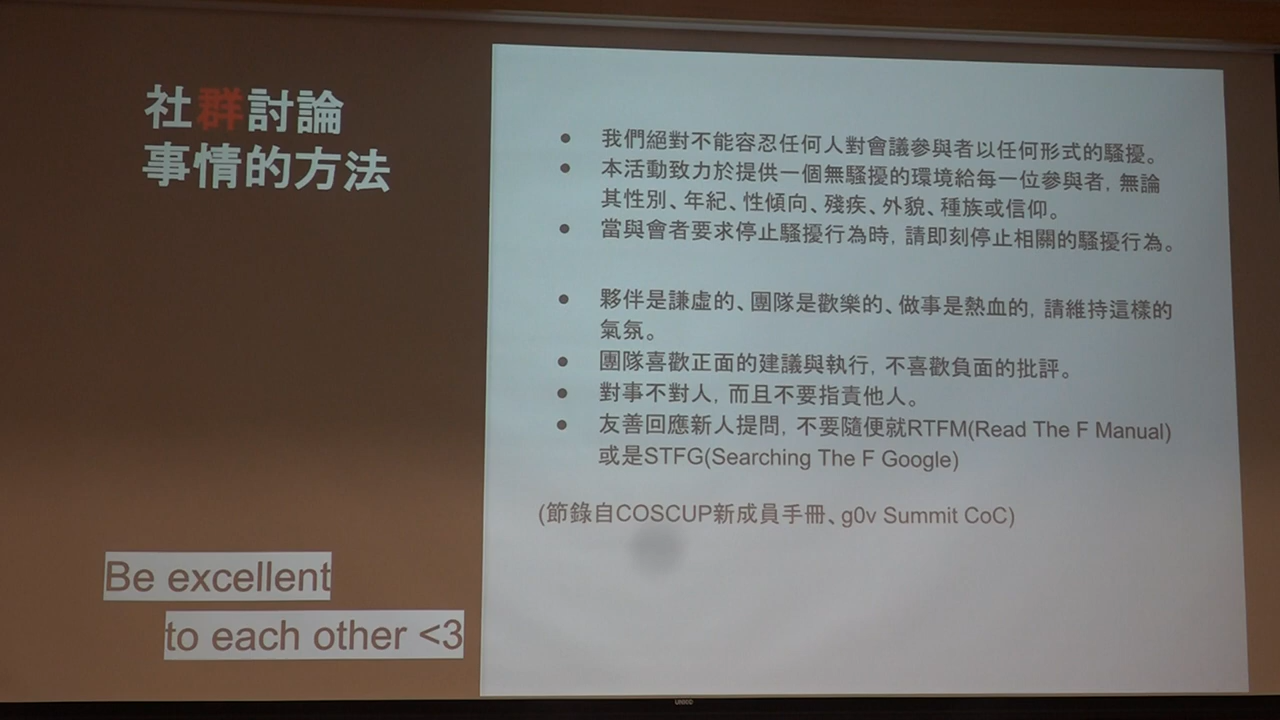 社群討論
事情的方法
● 我們絕對不能容忍任何人對會議參與者以任何形式的騷擾。
● 本活動致力於提供一個無騷擾的環境給每一位參與者, 無論
其性別、年紀、性傾向、殘疾、外貌、種族或信仰。
● 當與會者要求停止騷擾行為時, 請即刻停止相關的騷擾行為。
● 夥伴是謙虛的、團隊是歡樂的、做事是熱血的, 請維持這樣的
氣氛。
● 團隊喜歡正面的建議與執行, 不喜歡負面的批評。
● 對事不對人, 而且不要指責他人。
● 友善回應新人提問, 不要隨便就RTFM(Read The F Manual)
或是STFG(Searching The F Google)
(節錄自COSCUP新成員手冊、g0v Summit CoC)
Be excellent
to each other <3